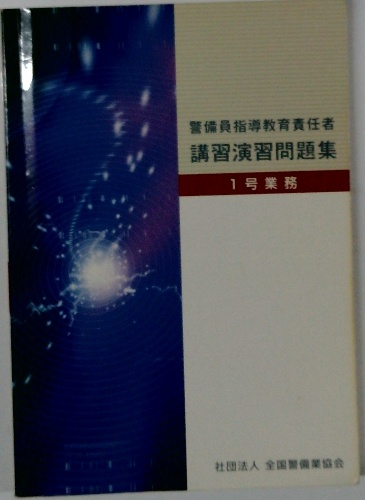 警備員指導教育責任者
講習演習問題集
1号業務
社団法人 全国警備業協会